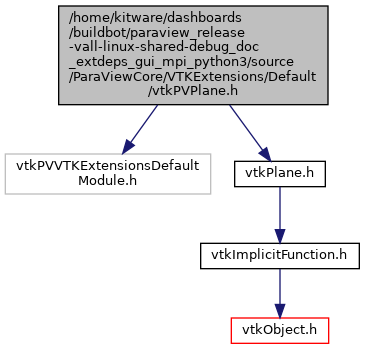 /home/kitware/dashboards
/buildbot/paraview_release
-vall-linux-shared-debug_doc
_extdeps_gui_mpi_python3/source
/ParaViewCore/VTKExtensions/Default
/vtkPVPlane.h
vtkPVVTKExtensionsDefault
Module.h
vtkPlane.h
vtkImplicitFunction.h
vtkObject.h